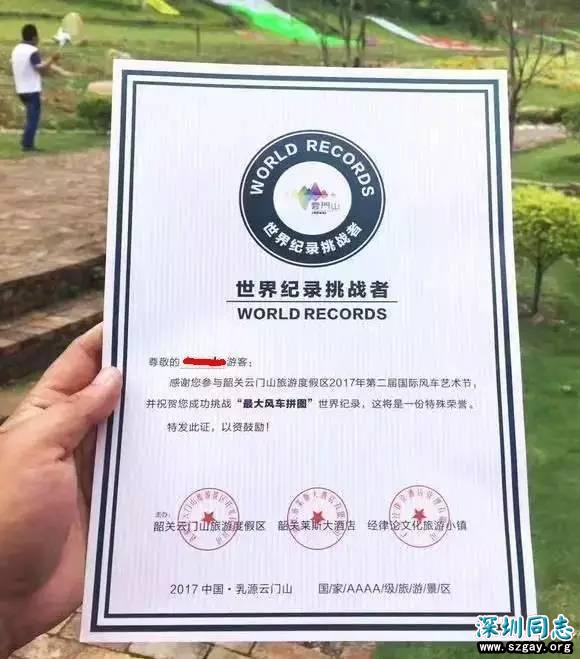 WORLD RECORDS
雲門山
世界纪录挑战者
世界纪录挑战者
WORLD RECORDS
尊敬的 游客：
感谢您参与韶关云门山旅游度假区2017年第二届国际风车艺术节，
并祝贺您成功挑战“最大风车拼图”世界纪录，这将是一份特殊荣誉。
特发此证，以资鼓励！
主办：
韶关云门山旅游度假区 韶关莱斯大酒店 经律论文化旅游小镇
2017 中国·乳源云门山 国/家/AAAA/级/旅/游/景/区
深圳同志
www.szgay.org